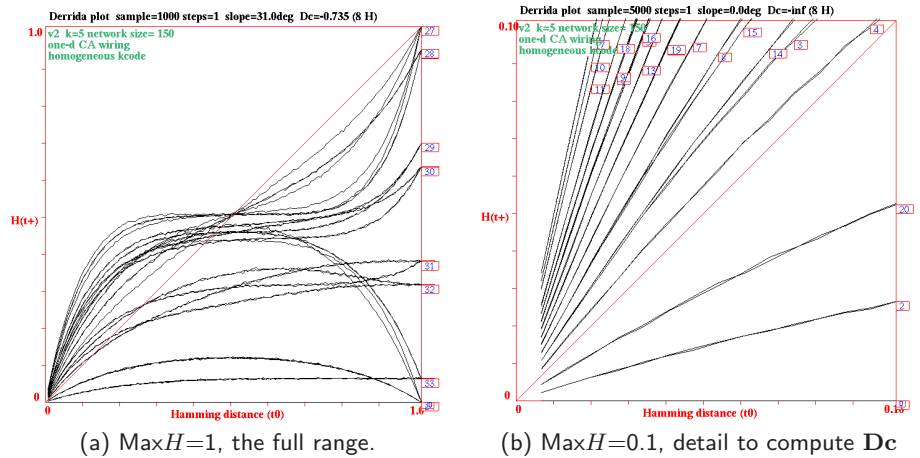 Derrida plot sample=1000 steps=1 slope=31.0deg Dc=-0.735 (8 H)
1.0
v2 k=5 network size= 150
one-d CA wiring
homogeneous kcode
27
28
29
30
31
32
33
H(t+)
0
0
Hamming distance (t0)
(a) MaxH=1, the full range.
Derrida plot sample=5000 steps=1 slope=0.0deg Dc=-inf (8 H)
0.10
v2 k=5 network size= 150
one-d CA wiring
homogeneous kcode
18
16
19
7
15
8
14
3
4
10
9
13
11
20
2
H(t+)
0
0
Hamming distance (t0)
(b) MaxH=0.1, detail to compute Dc